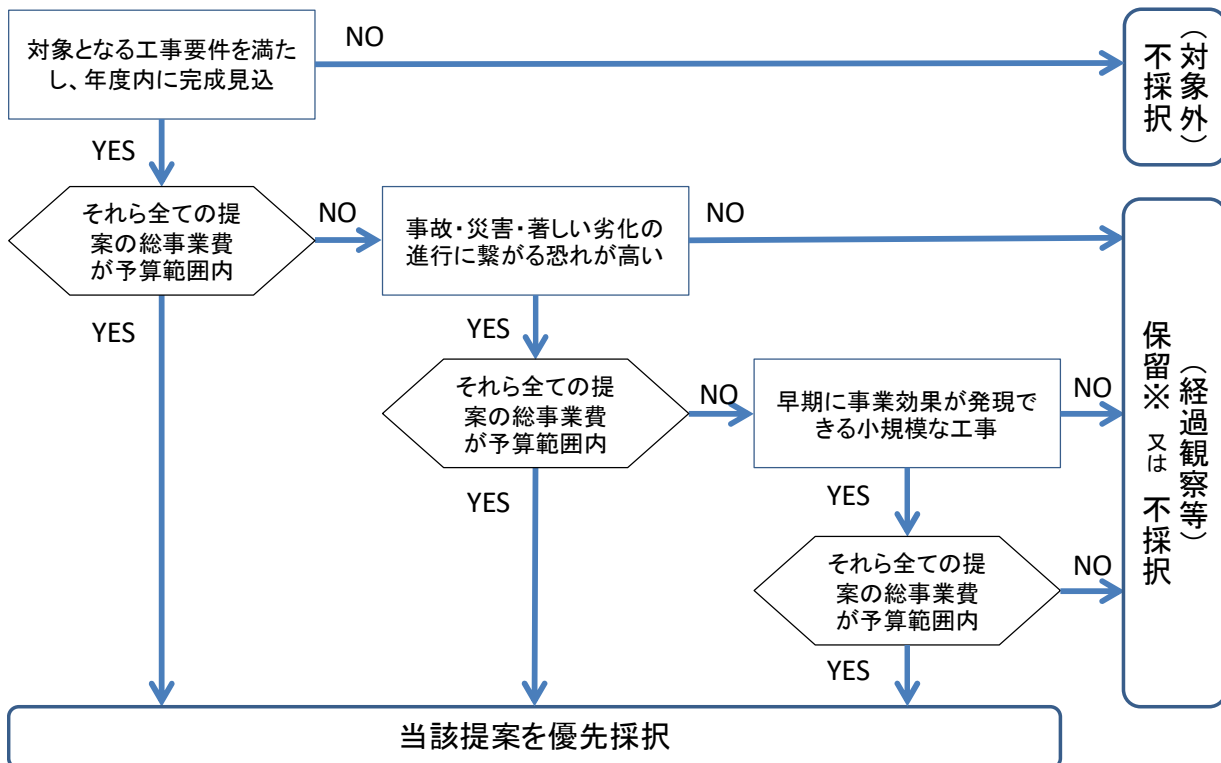 対象となる工事要件を満た
し、年度内に完成見込
NO
不採択
（対象外）
YES
それら全ての提
案の総事業費
が予算範囲内
NO
事故・災害・著しい劣化の
進行に繋がる恐れが高い
NO
YES
YES
それら全ての提
案の総事業費
が予算範囲内
NO
早期に事業効果が発現で
きる小規模な工事
NO
保留※ 又は 不採択
（経過観察等）
YES
YES
それら全ての提
案の総事業費
が予算範囲内
NO
YES
当該提案を優先採択